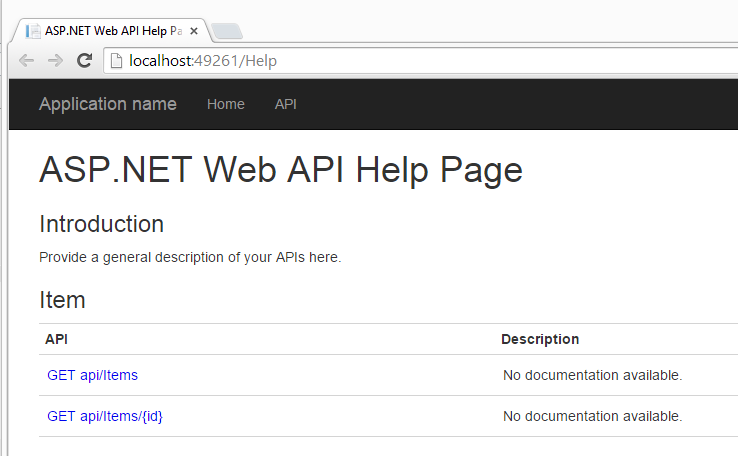 ASP.NET Web API Help Pa
localhost:49261/Help
Application name Home API
ASP.NET Web API Help Page
Introduction
Provide a general description of your APIs here.
Item
API Description
GET api/Items No documentation available.
GET api/Items/{id} No documentation available.